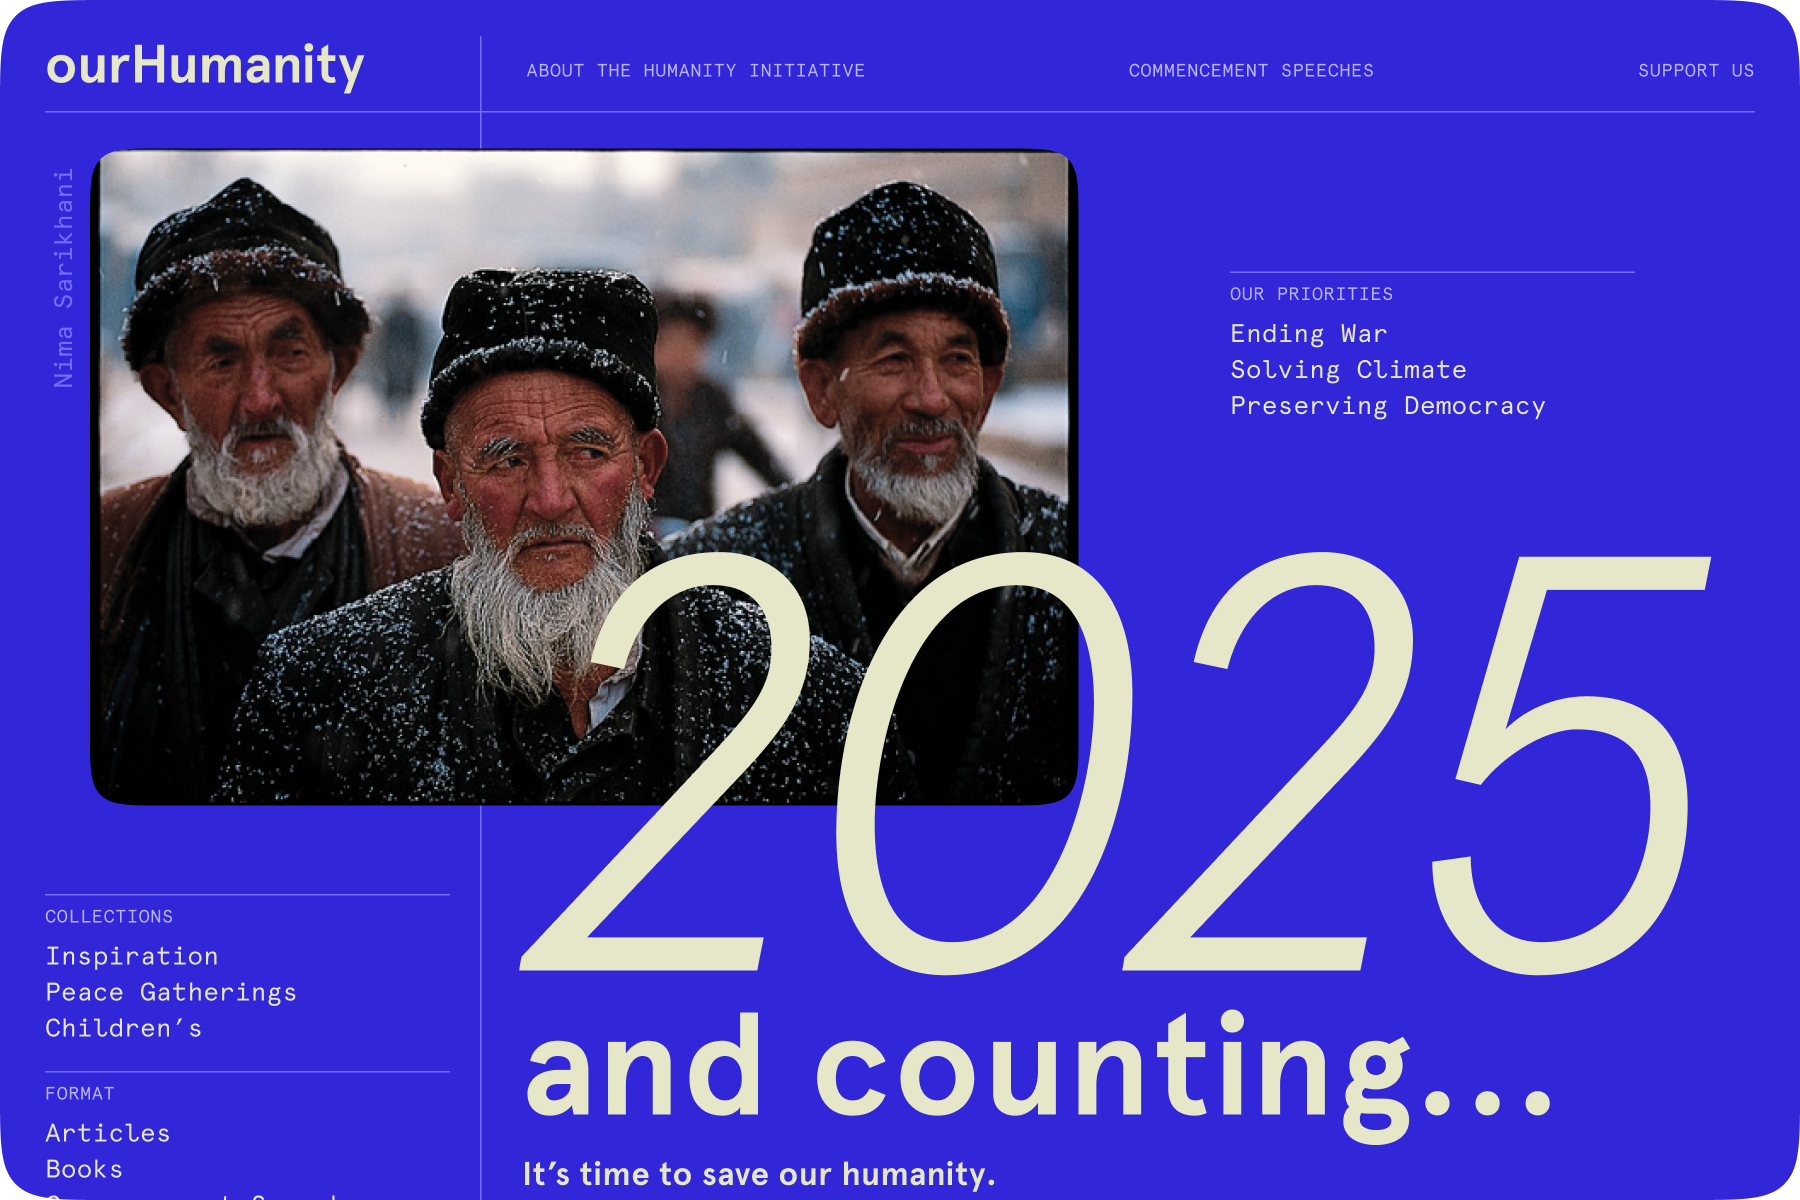 ourHumanity
ABOUT THE HUMANITY INITIATIVE
COMMENCEMENT SPEECHES
SUPPORT US
Nima Sarikhani
OUR PRIORITIES
Ending War
Solving Climate
Preserving Democracy
2025
and counting...
It’s time to save our humanity.
COLLECTIONS
Inspiration
Peace Gatherings
Children’s
FORMAT
Articles
Books